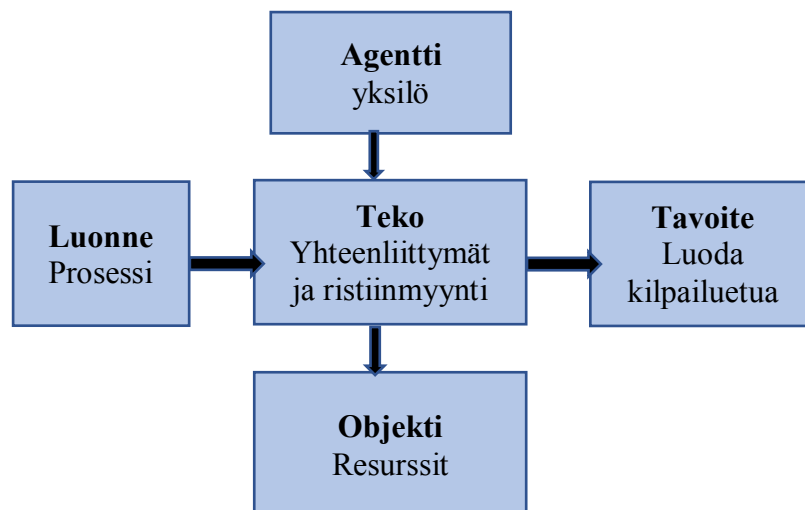 Agentti
yksilö
Luonne
Prosessi
Teko
Yhteenliittymät
ja ristiinmyynti
Tavoite
Luoda
kilpailuetua
Objekti
Resurssit